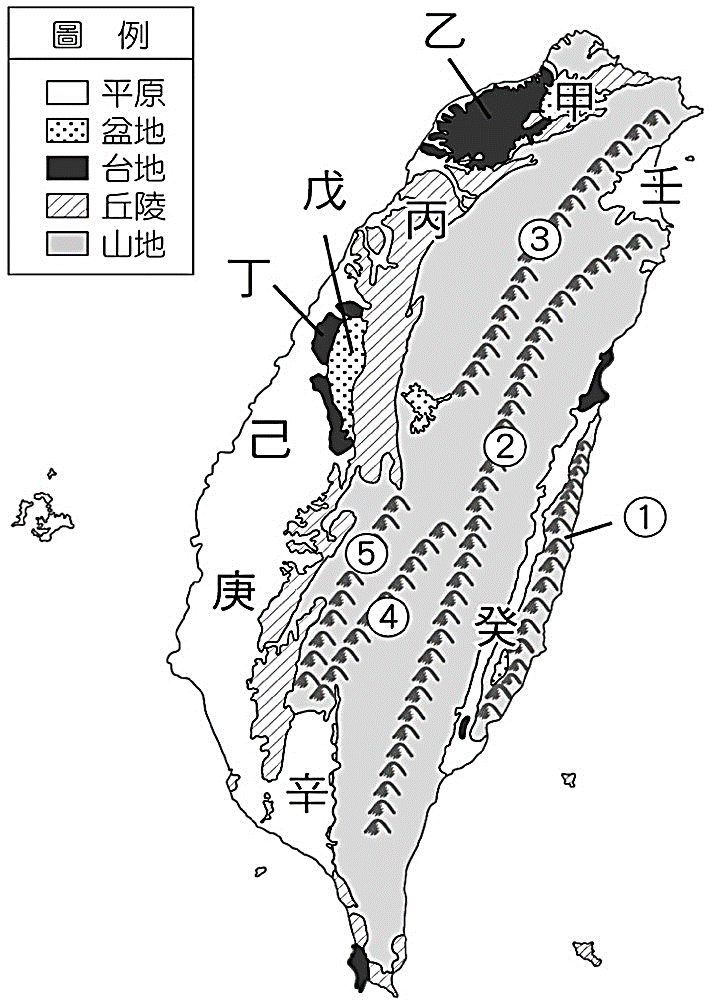 圖 例
平原
盆地
台地
丘陵
山地
乙
甲
戊
丙
壬
③
丁
己
②
①
⑤
庚
④
癸
辛